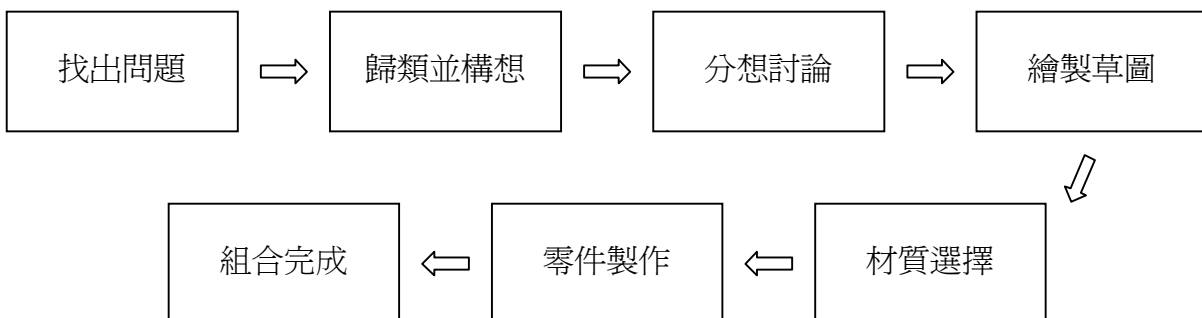 找出問題
歸類並構想
分想討論
繪製草圖
材質選擇
零件製作
組合完成